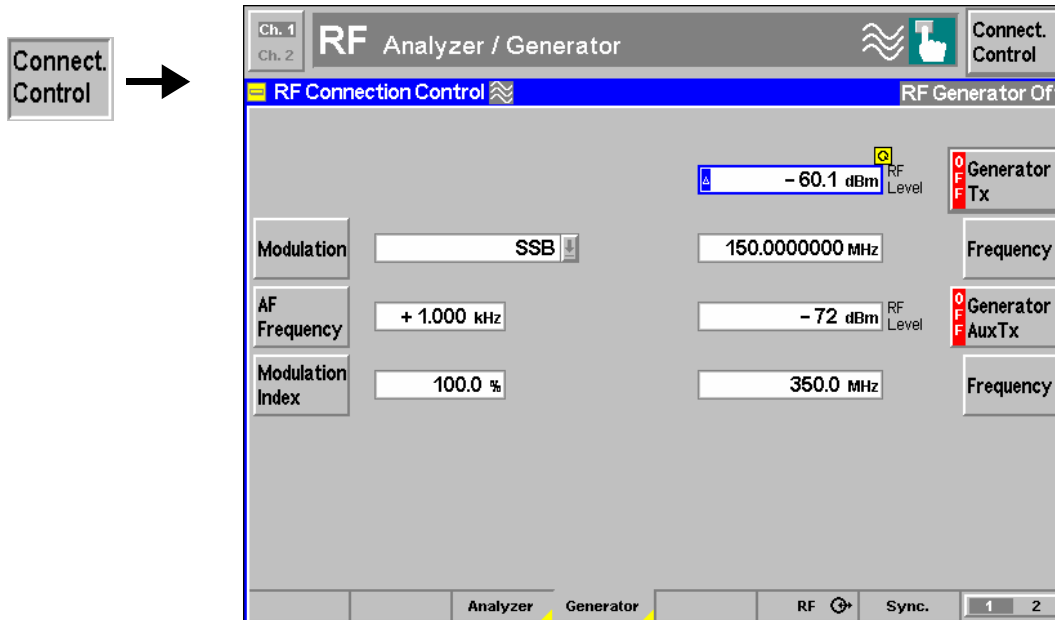 Connect.
Control
Ch. 1
Ch. 2
RF Analyzer / Generator
Connect.
Control
RF Connection Control
RF Generator Of
– 60.1 dBm
RF
Level
OFF
Generator
Tx
Modulation
SSB
150.0000000 MHz
Frequency
AF
Frequency
+ 1.000 kHz
– 72 dBm
RF
Level
OFF
Generator
AuxTx
Modulation
Index
100.0 %
350.0 MHz
Frequency
Analyzer
Generator
RF
Sync.
1 2